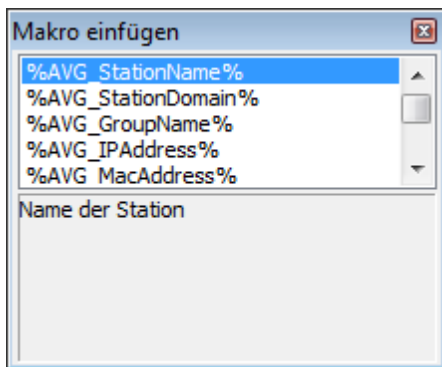 Makro einfügen
%AVG_StationName%
%AVG_StationDomain%
%AVG_GroupName%
%AVG_IPAddress%
%AVG_MacAddress%
Name der Station